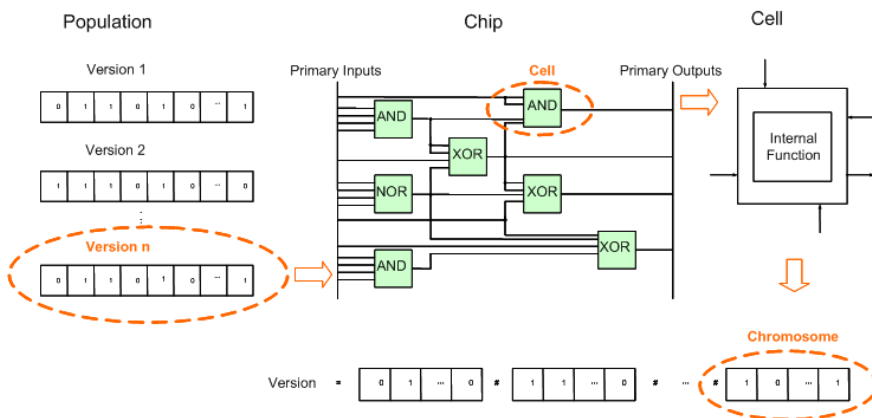 Population Chip Cell
Version 1
0 1 1 0 1 0 ... 1
Version 2
1 1 1 0 1 0 ... 0
⋮
Version n
0 1 1 0 1 0 ... 1
Primary Inputs Cell Primary Outputs
AND AND
XOR
NOR XOR
XOR
AND
Internal
Function
Chromosome
Version = 0 1 ... 0 # 1 1 ... 0 # ... # 1 0 ... 1